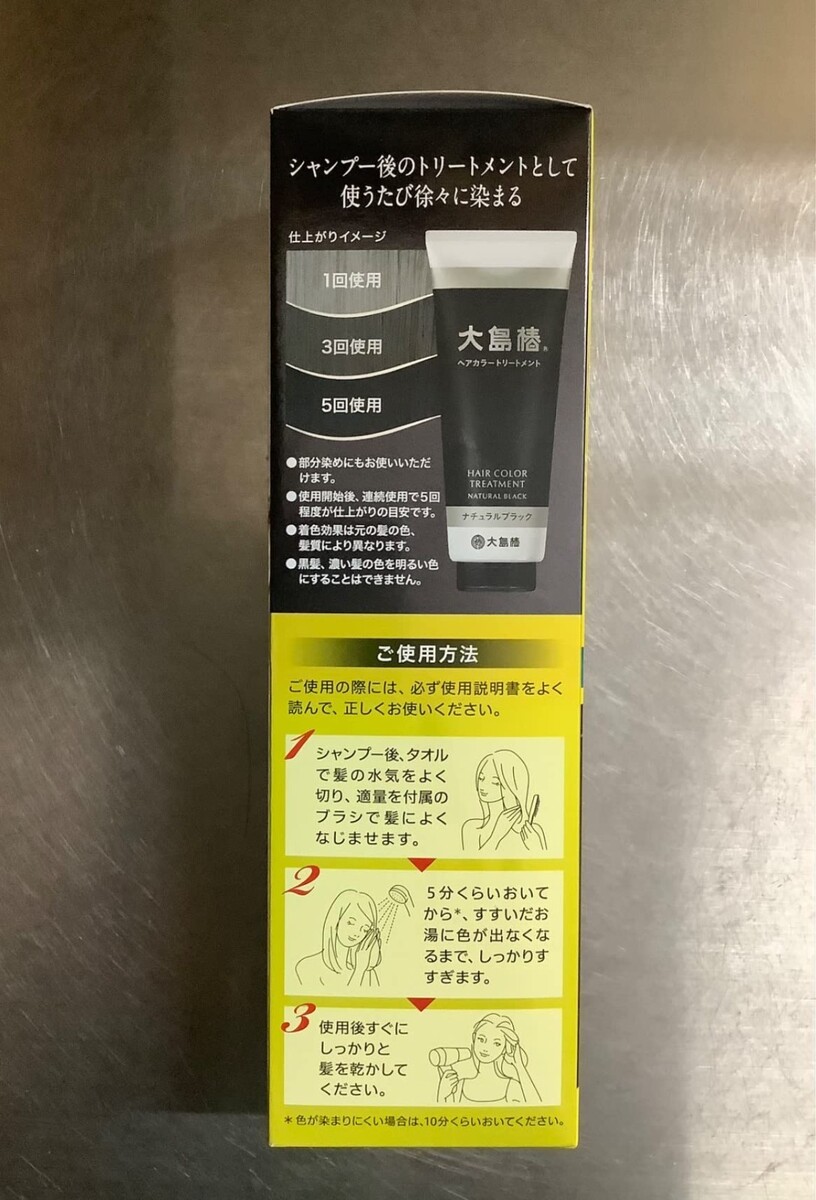 シャンプー後のトリートメントとして
使うたび徐々に染まる
仕上がりイメージ
1回使用
3回使用
5回使用
大島椿
ヘアカラートリートメント
HAIR COLOR
TREATMENT
NATURAL BLACK
ナチュラルブラック
大島椿
●部分染めにもお使いいただ
けます。
●使用開始後、連続使用で5回
程度が仕上がりの目安です。
●着色効果は元の髪の色、
髪質により異なります。
●黒髪、濃い髪の色を明るい色
にすることはできません。
ご使用方法
ご使用の際には、必ず使用説明書をよく
読んで、正しくお使いください。
1
シャンプー後、タオル
で髪の水気をよく
切り、適量を付属の
ブラシで髪によく
なじませます。
2
5分くらいおいて
から*、すすいだお
湯に色が出なくな
るまで、しっかりす
すぎます。
3
使用後すぐに
しっかりと
髪を乾かして
ください。
*色が染まりにくい場合は、10分くらいおいてください。